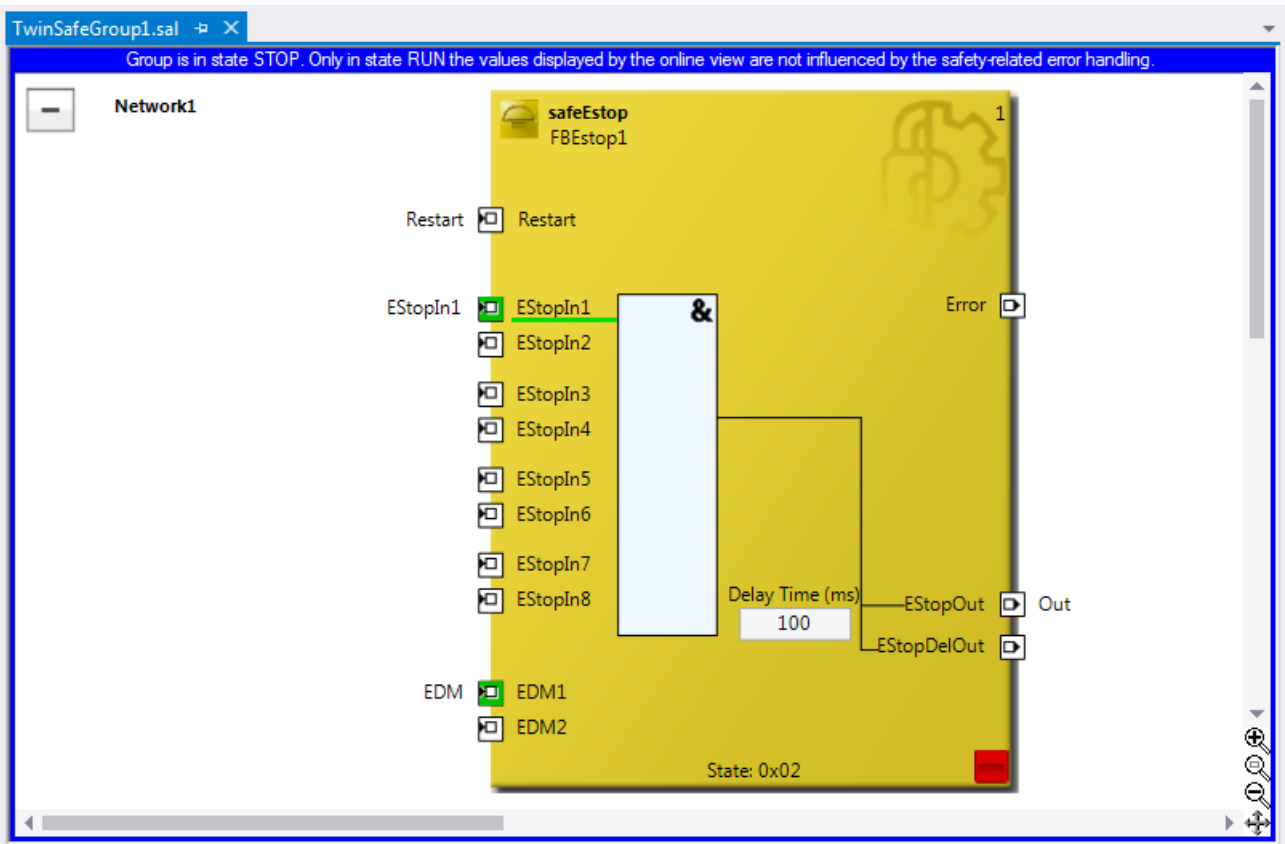 TwinSafeGroup1.sal
Group is in state STOP. Only in state RUN the values displayed by the online view are not influenced by the safety-related error handling.
Network1
safeEstop
FBEstop1
1
Restart Restart
EStopIn1 EStopIn1 & Error
EStopIn2
EStopIn3
EStopIn4
EStopIn5
EStopIn6
EStopIn7
EStopIn8
Delay Time (ms)
100
EStopOut Out
EStopDelOut
EDM EDM1
EDM2
State: 0x02